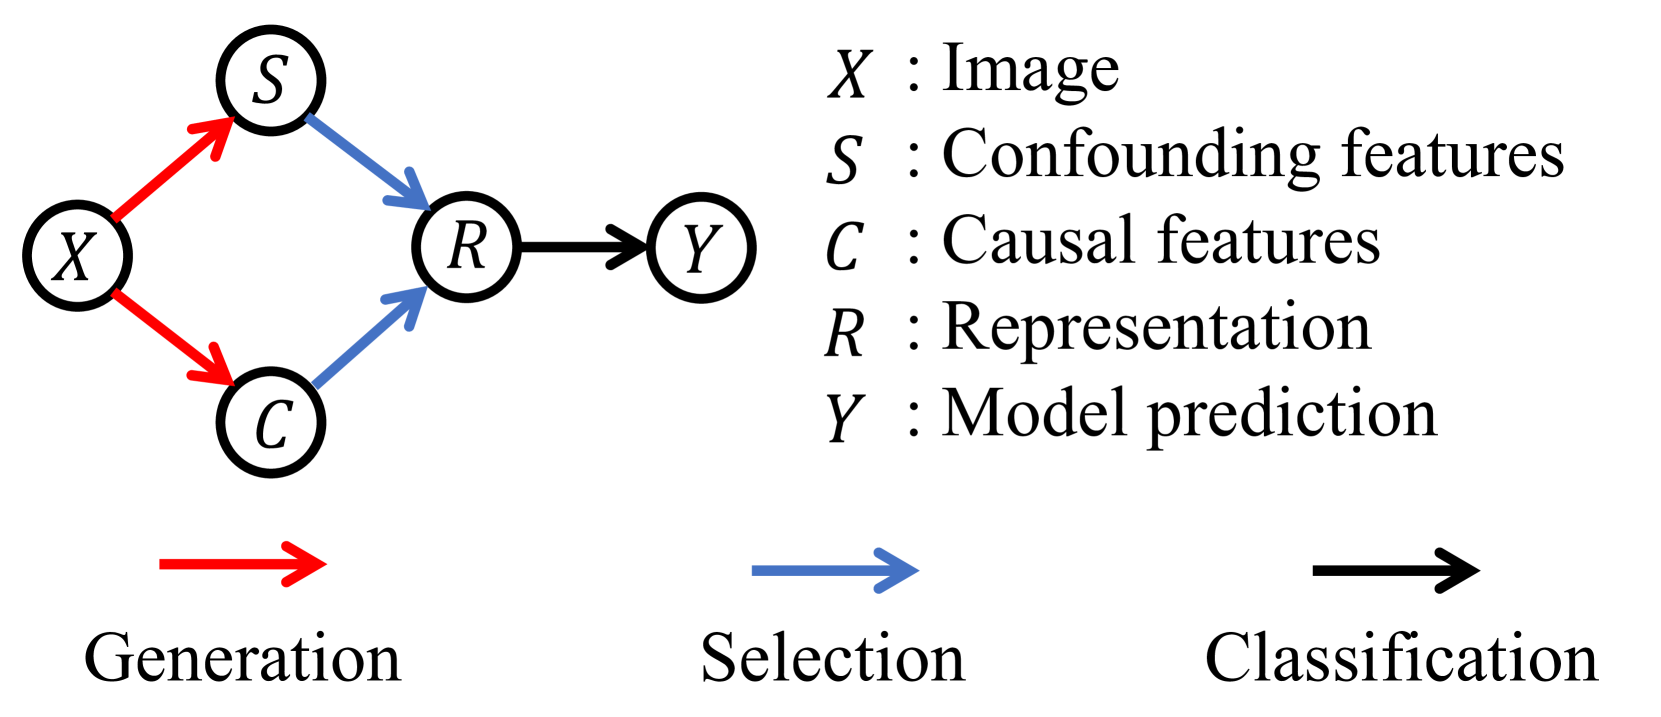 S
X
R
Y
C
X : Image
S : Confounding features
C : Causal features
R : Representation
Y : Model prediction
Generation
Selection
Classification